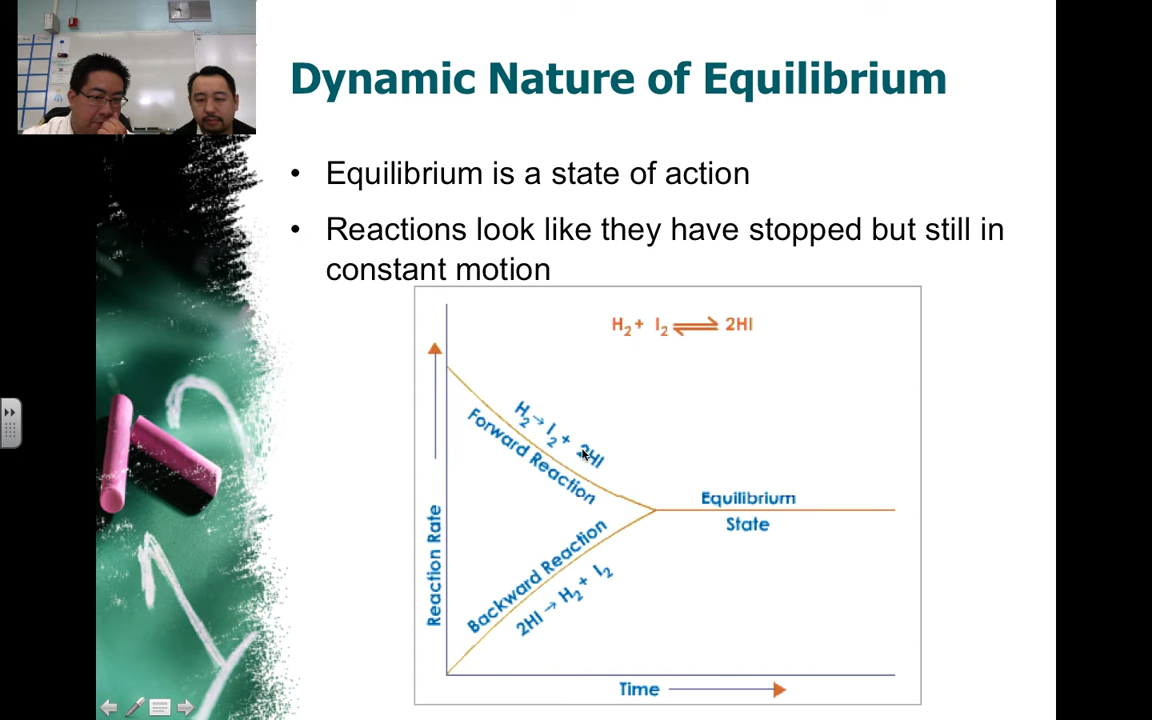 Dynamic Nature of Equilibrium
• Equilibrium is a state of action
• Reactions look like they have stopped but still in
constant motion
H₂ + I₂ ⇌ 2HI
H₂ → I₂ + 2HI
Forward Reaction
Equilibrium
State
Backward Reaction
2HI → H₂ + I₂
Reaction Rate
Time